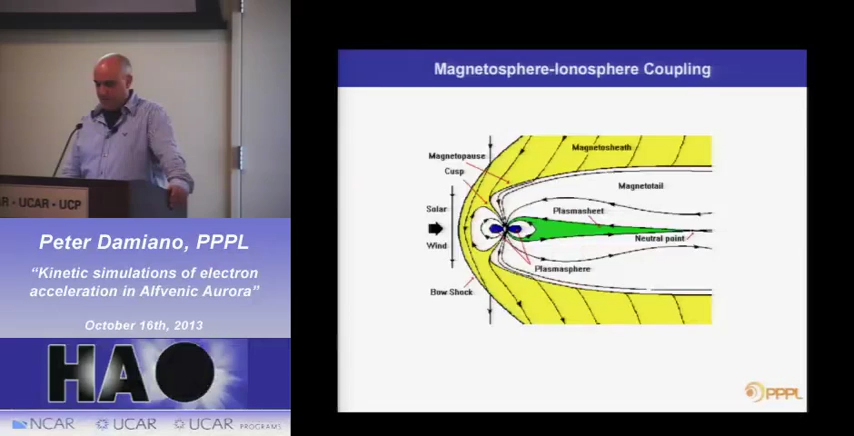 R · UCAR · UCP
Peter Damiano, PPPL
“Kinetic simulations of electron
acceleration in Alfvenic Aurora”
October 16th, 2013
HAO
NCAR UCAR UCAR PROGRAMS
Magnetosphere-Ionosphere Coupling
Magnetosheath
Magnetopause
Cusp
Magnetotail
Solar
Plasmasheet
Wind
Neutral point
Plasmasphere
Bow Shock
PPPL